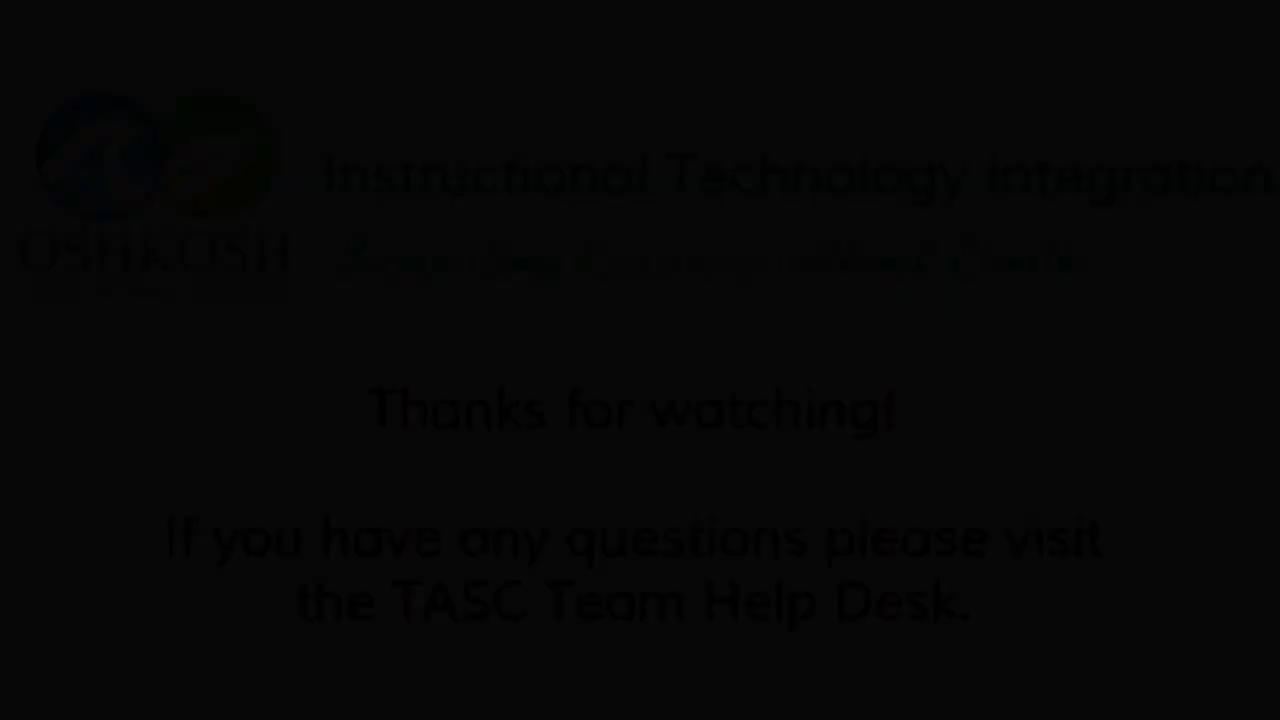 Instructional Technology Integration
OSHKOSH
Thanks for watching!
If you have any questions please visit
the TASC Team Help Desk.